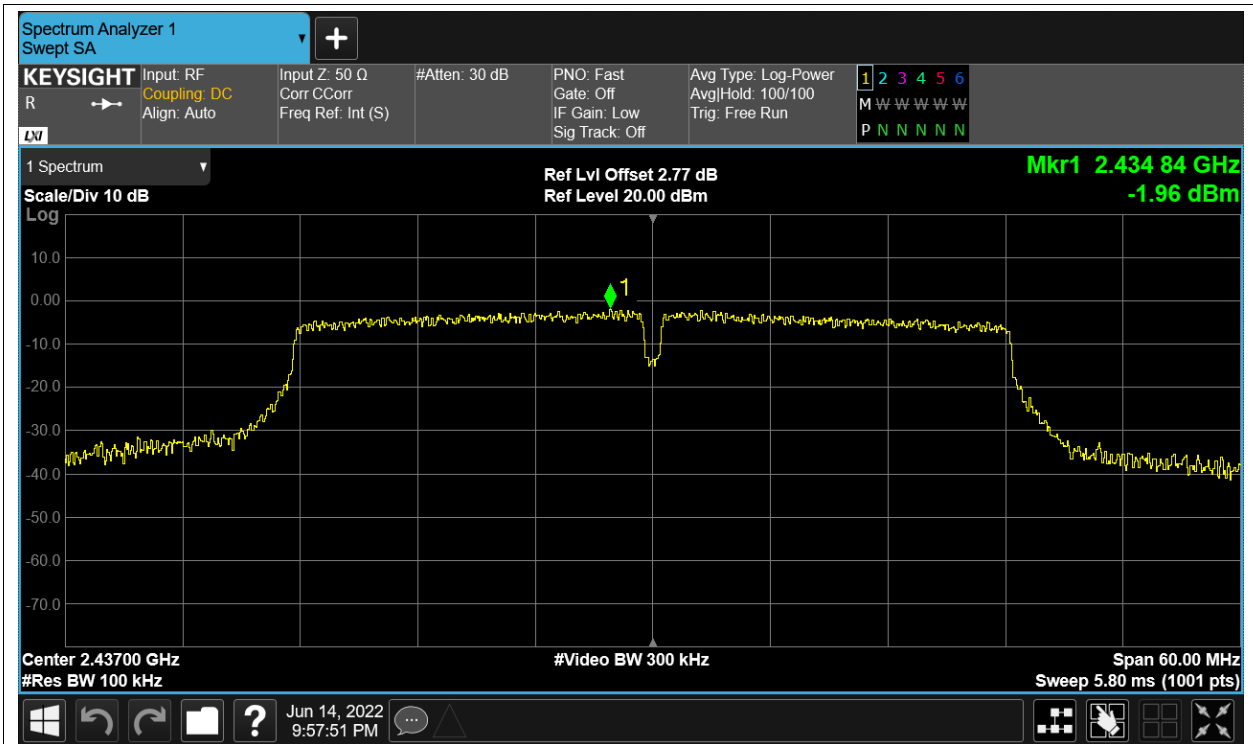 Spectrum Analyzer 1
Swept SA
KEYSIGHT
R
LXI
Input: RF
Coupling: DC
Align: Auto
Input Z: 50 Ω
Corr CCorr
Freq Ref: Int (S)
#Atten: 30 dB
PNO: Fast
Gate: Off
IF Gain: Low
Sig Track: Off
Avg Type: Log-Power
Avg|Hold: 100/100
Trig: Free Run
1 2 3 4 5 6
M W W W W W W
P N N N N N N
1 Spectrum
Scale/Div 10 dB
Log
Ref Lvl Offset 2.77 dB
Ref Level 20.00 dBm
Mkr1 2.434 84 GHz
-1.96 dBm
10.0
0.00
-10.0
-20.0
-30.0
-40.0
-50.0
-60.0
-70.0
1
Center 2.43700 GHz
#Res BW 100 kHz
#Video BW 300 kHz
Span 60.00 MHz
Sweep 5.80 ms (1001 pts)
?
Jun 14, 2022
9:57:51 PM